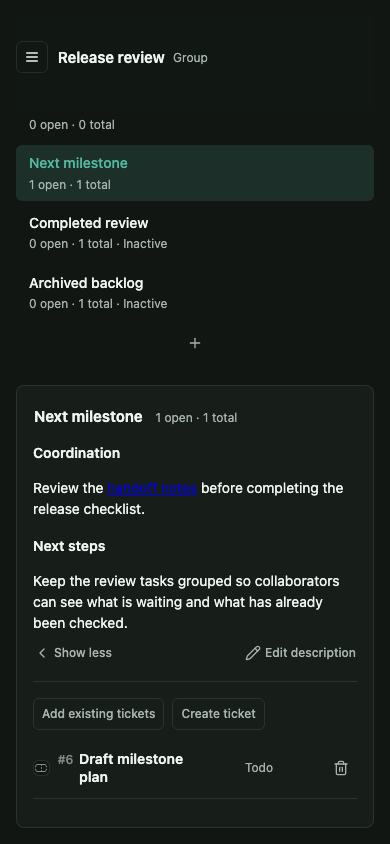 Release review Group
0 open · 0 total
Next milestone
1 open · 1 total
Completed review
0 open · 1 total · Inactive
Archived backlog
0 open · 1 total · Inactive
+
Next milestone 1 open · 1 total
Coordination
Review the handoff notes before completing the
release checklist.
Next steps
Keep the review tasks grouped so collaborators
can see what is waiting and what has already
been checked.
Show less Edit description
Add existing tickets Create ticket
#6 Draft milestone Todo
plan